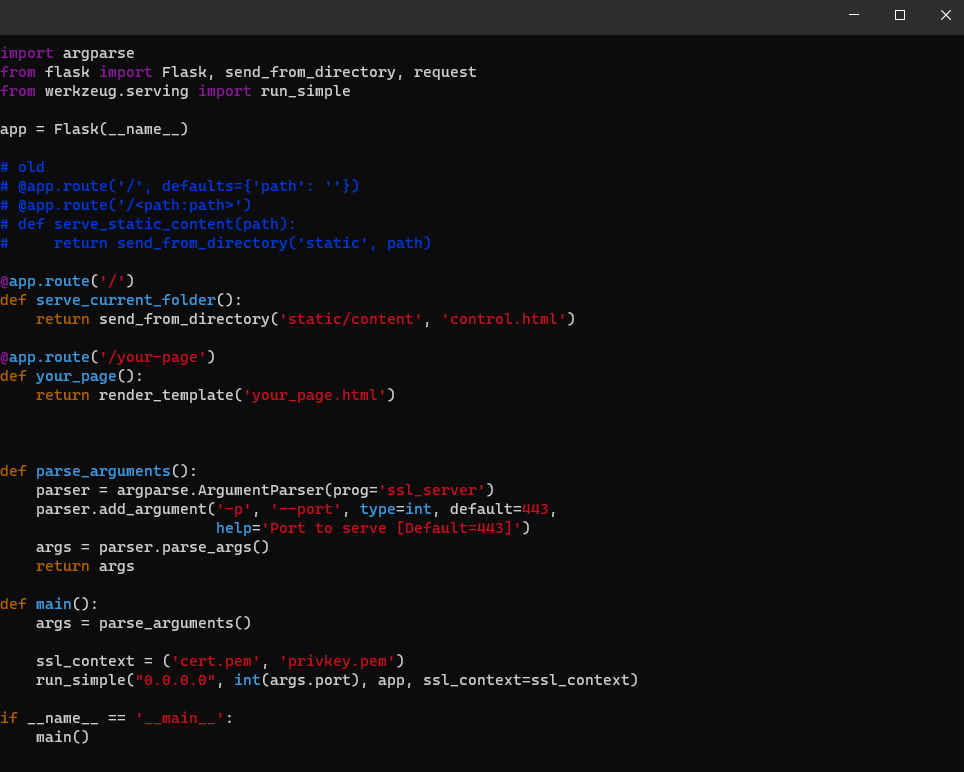 import argparse
from flask import Flask, send_from_directory, request
from werkzeug.serving import run_simple

app = Flask(__name__)

# old
# @app.route('/', defaults={'path': ''})
# @app.route('/<path:path>')
# def serve_static_content(path):
#     return send_from_directory('static', path)

@app.route('/')
def serve_current_folder():
    return send_from_directory('static/content', 'control.html')

@app.route('/your-page')
def your_page():
    return render_template('your_page.html')



def parse_arguments():
    parser = argparse.ArgumentParser(prog='ssl_server')
    parser.add_argument('-p', '--port', type=int, default=443,
                        help='Port to serve [Default=443]')
    args = parser.parse_args()
    return args

def main():
    args = parse_arguments()

    ssl_context = ('cert.pem', 'privkey.pem')
    run_simple("0.0.0.0", int(args.port), app, ssl_context=ssl_context)

if __name__ == '__main__':
    main()